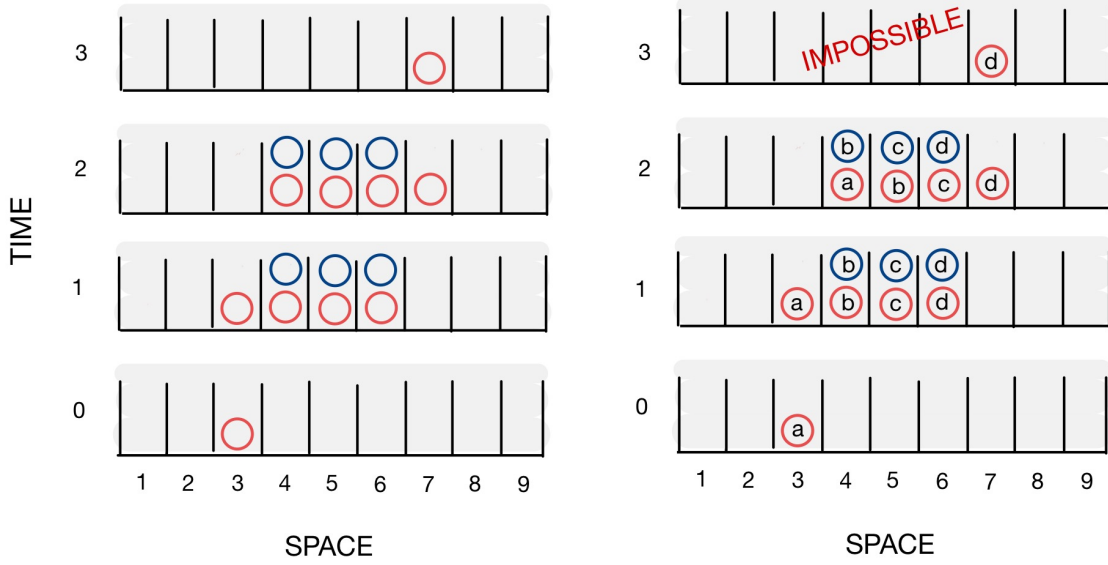 TIME
3
2
1
0
1 2 3 4 5 6 7 8 9
SPACE
3
IMPOSSIBLE
d
2
b c d
a b c d
1
b c d
a b c d
0
a
1 2 3 4 5 6 7 8 9
SPACE